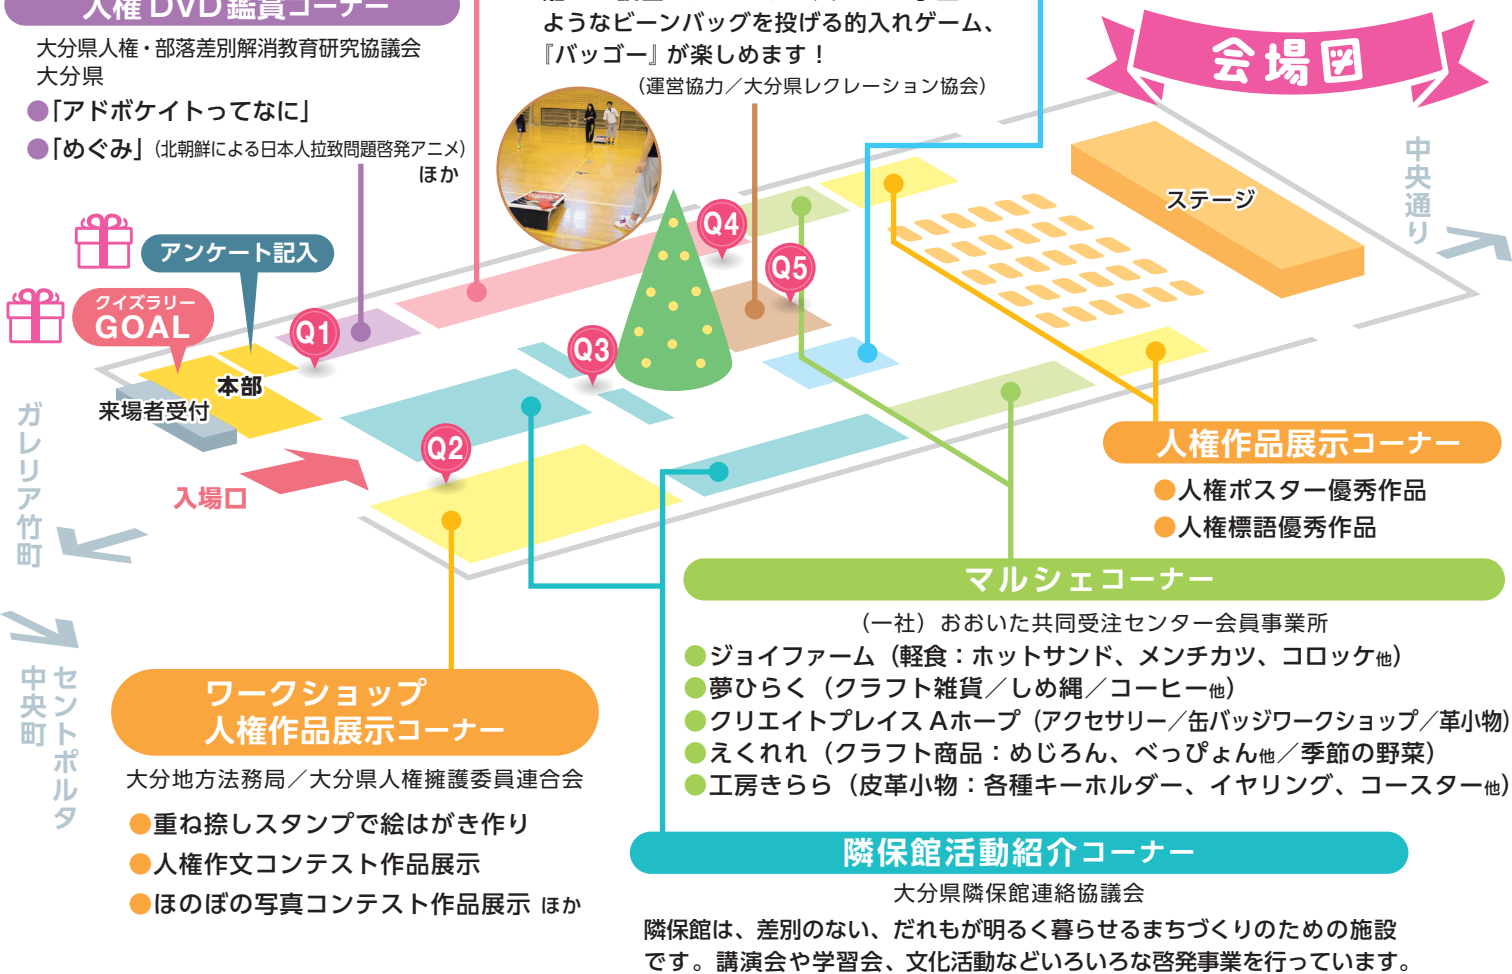 人権DVD鑑賞コーナー
大分県人権・部落差別解消教育研究協議会
大分県
●「アドボケイトってなに」
●「めぐみ」（北朝鮮による日本人拉致問題啓発アニメ）
ほか
ようなビーンバッグを投げる的入れゲーム、
『バッゴー』が楽しめます！
（運営協力／大分県レクレーション協会）
会場図
中央通り
ステージ
アンケート記入
クイズラリー
GOAL
Q1
Q2
Q3
Q4
Q5
本部
来場者受付
入場口
ガレリア竹町
セントポルタ
中央町
人権作品展示コーナー
●人権ポスター優秀作品
●人権標語優秀作品
マルシェコーナー
（一社）おおいた共同受注センター会員事業所
●ジョイファーム（軽食：ホットサンド、メンチカツ、コロッケ他）
●夢ひらく（クラフト雑貨／しめ縄／コーヒー他）
●クリエイトプレイス Aホープ（アクセサリー／缶バッジワークショップ／革小物）
●えくれれ（クラフト商品：めじろん、べっぴょん他／季節の野菜）
●工房きらら（皮革小物：各種キーホルダー、イヤリング、コースター他）
ワークショップ
人権作品展示コーナー
大分地方法務局／大分県人権擁護委員連合会
●重ね捺しスタンプで絵はがき作り
●人権作文コンテスト作品展示
●ほのぼの写真コンテスト作品展示 ほか
隣保館活動紹介コーナー
大分県隣保館連絡協議会
隣保館は、差別のない、だれもが明るく暮らせるまちづくりのための施設
です。講演会や学習会、文化活動などいろいろな啓発事業を行っています。